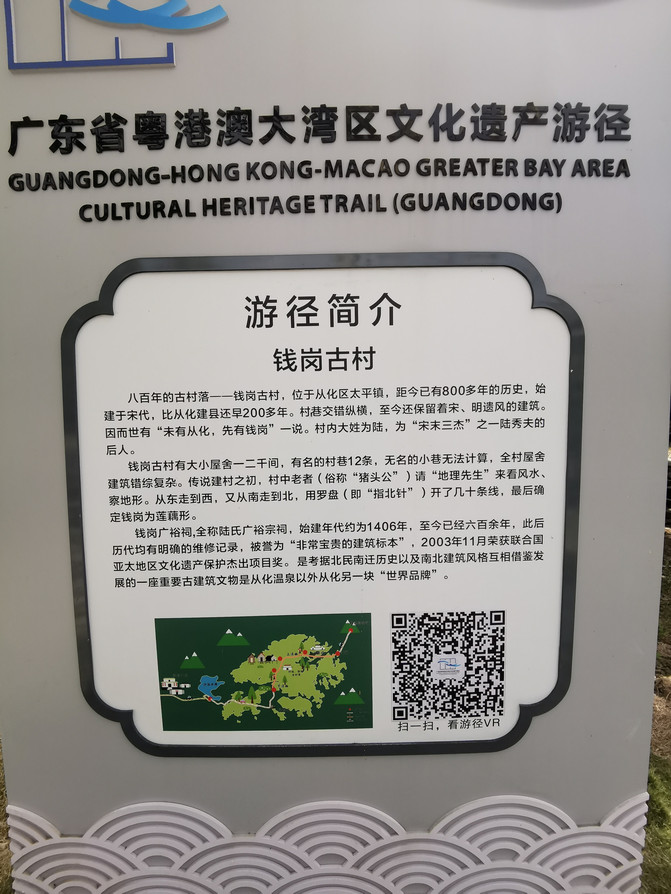 广东省粤港澳大湾区文化遗产游径
GUANGDONG-HONG KONG-MACAO GREATER BAY AREA
CULTURAL HERITAGE TRAIL (GUANGDONG)
游径简介
钱岗古村
八百年的古村落——钱岗古村，位于从化区太平镇，距今已有800多年的历史，始
建于宋代，比从化建县还早200多年。村巷交错纵横，至今还保留着宋、明遗风的建筑。
因而世有“未有从化，先有钱岗”一说。村内大姓为陆，为“宋末三杰”之一陆秀夫的
后人。
钱岗古村有大小屋舍一二千间，有名的村巷12条，无名的小巷无法计算，全村屋舍
建筑错综复杂。传说建村之初，村中老者（俗称“猪头公”）请“地理先生”来看风水、
察地形。从东走到西，又从南走到北，用罗盘（即“指北针”）开了几十条线，最后确
定钱岗为莲藕形。
钱岗广裕祠,全称陆氏广裕宗祠，始建年代约为1406年，至今已经六百余年，此后
历代均有明确的维修记录，被誉为“非常宝贵的建筑标本”，2003年11月荣获联合国
亚太地区文化遗产保护杰出项目奖。是考据北民南迁历史以及南北建筑风格互相借鉴发
展的一座重要古建筑文物是从化温泉以外从化另一块“世界品牌”。
扫一扫，看游径VR